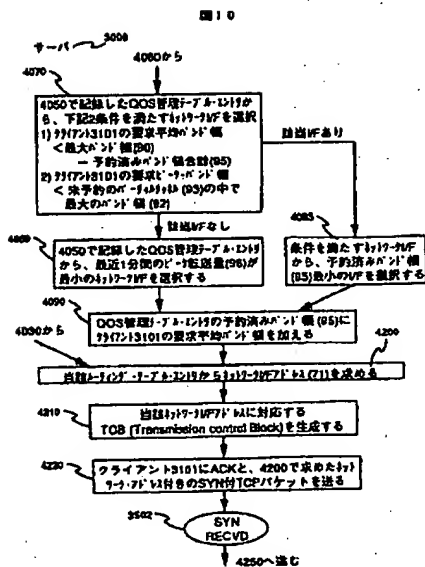 図10
サーバ 3000
4060から
4070
4050で記録したQOS管理テーブル・エントリか
ら、下記2条件を満たすネットワークI/Fを選択
1) クライアント3101の要求平均バンド幅
<最大バンド幅(90)
－予約済みバンド幅合計(95)
2) クライアント3101の要求ピークバンド幅
<未予約のバーチャルチャネル(93)の中で
最大のバンド幅(92)
該当I/Fあり
該当I/Fなし
4050で記録したQOS管理テーブル・エントリ
から、最近1分間のピーク転送量(96)が
最小のネットワークI/Fを選択する
条件を満たすネットワークI/F
から、予約済みバンド幅
(95)最小のI/Fを選択する
4090
QOS管理テーブル・エントリの予約済みバンド幅(95)に
クライアント3101の要求平均バンド幅を加える
4030から
4200
当該ルーティング・テーブル・エントリからネットワークI/Fアドレス(71)を求める
4210
当該ネットワークI/Fアドレスに対応する
TCB (Transmission control Block)を生成する
4220
クライアント3101にACKと、4200で求めたネット
ワーク・アドレス付きのSYN付TCPパケットを送る
3502
SYN
RECVD
4250へ進む